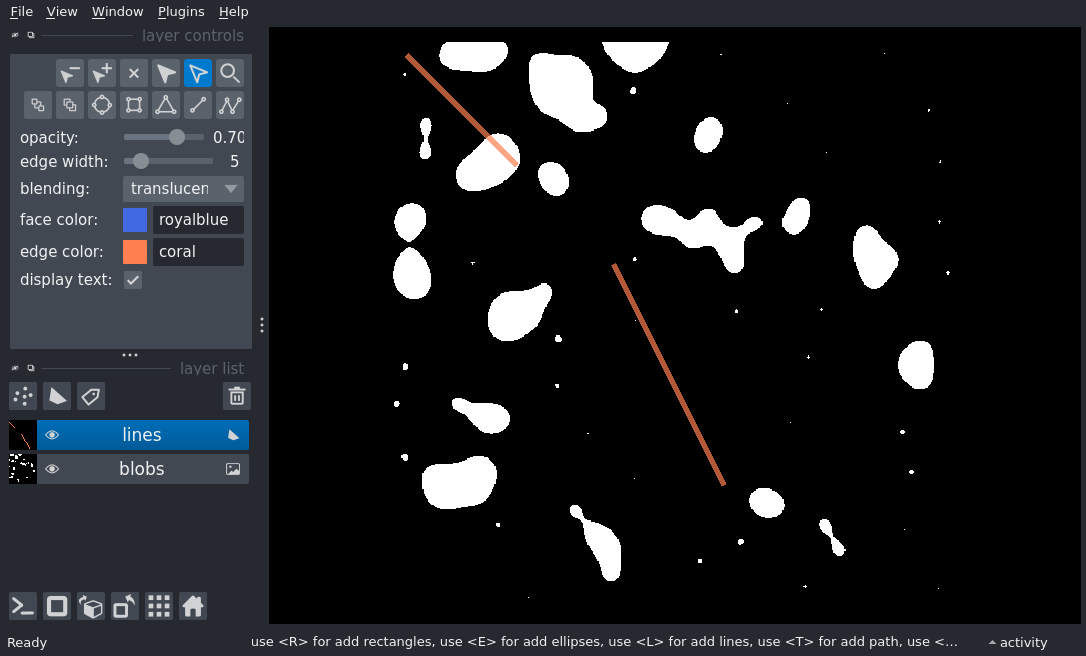 File View Window Plugins Help
layer controls
opacity: 0.70
edge width: 5
blending: translucen
face color: royalblue
edge color: coral
display text:
layer list
lines
blobs
Ready use <R> for add rectangles, use <E> for add ellipses, use <L> for add lines, use <T> for add path, use <... activity